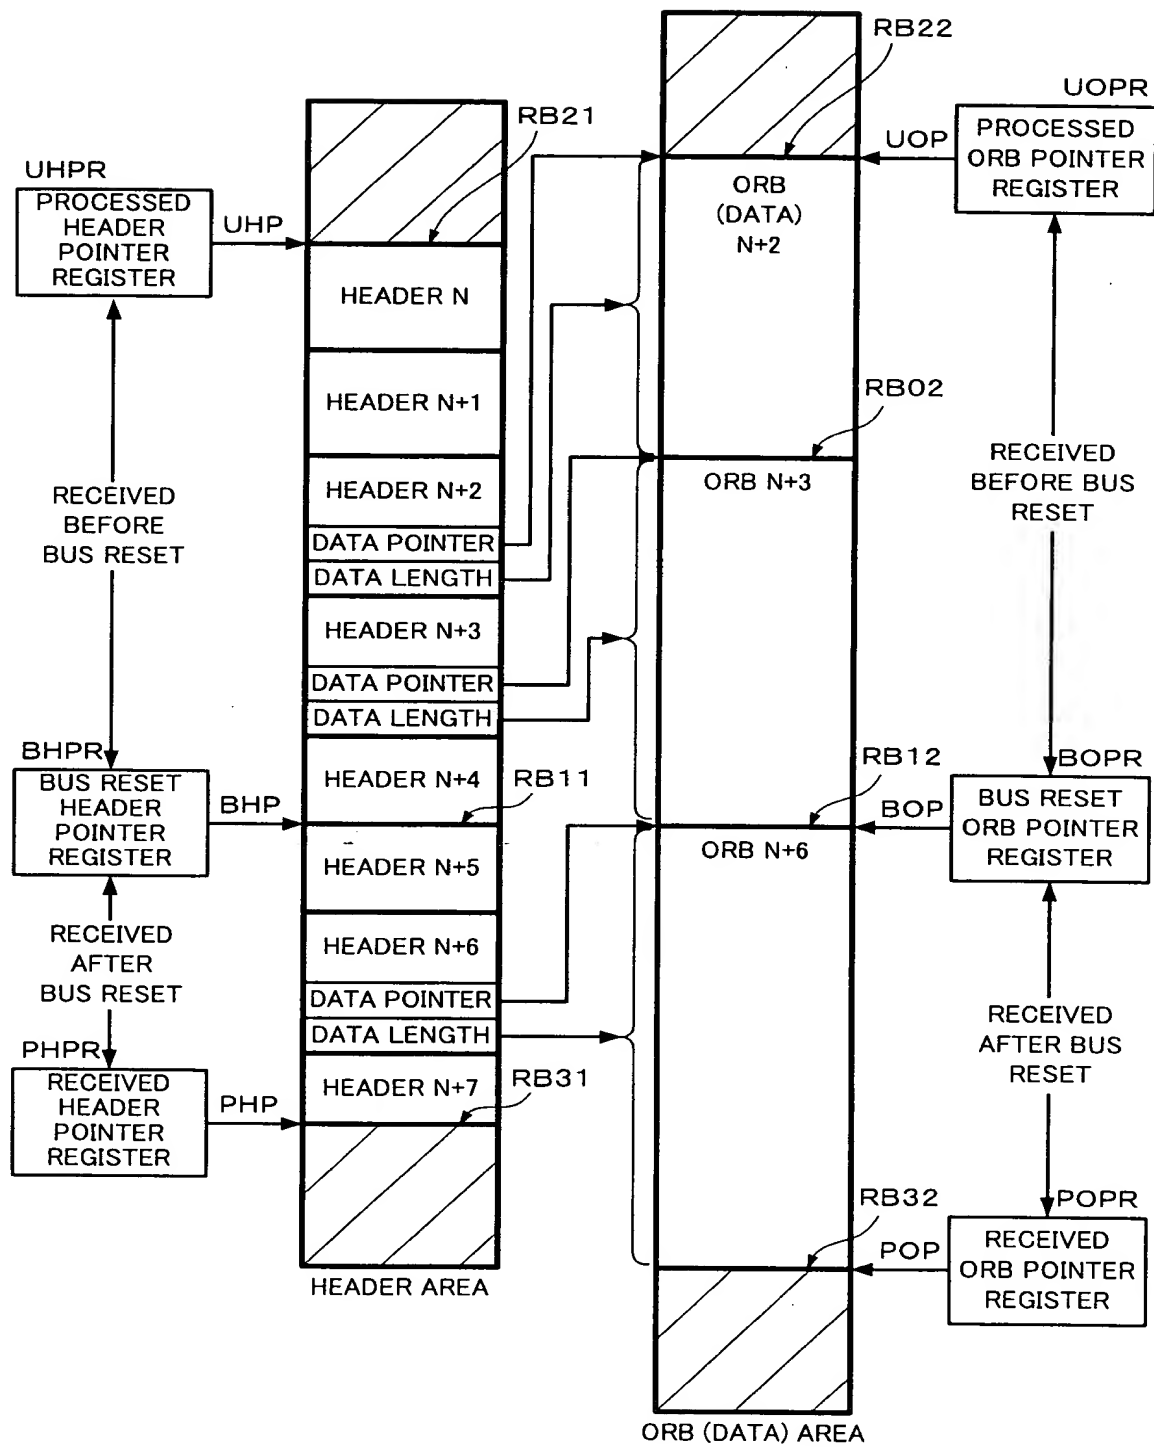 RB22
UOPR
RB21
PROCESSED
ORB POINTER
REGISTER
UOP
UHPR
PROCESSED
HEADER
POINTER
REGISTER
UHP
ORB
(DATA)
N+2
HEADER N
HEADER N+1
RB02
HEADER N+2
ORB N+3
RECEIVED
BEFORE BUS
RESET
RECEIVED
BEFORE
BUS RESET
DATA POINTER
DATA LENGTH
HEADER N+3
DATA POINTER
DATA LENGTH
BHPR
BUS RESET
HEADER
POINTER
REGISTER
BHP
HEADER N+4
RB11
RB12
BOPR
BOP
BUS RESET
ORB POINTER
REGISTER
ORB N+6
HEADER N+5
RECEIVED
AFTER
BUS RESET
HEADER N+6
DATA POINTER
DATA LENGTH
RECEIVED
AFTER BUS
RESET
PHPR
RECEIVED
HEADER
POINTER
REGISTER
PHP
HEADER N+7
RB31
RB32
POPR
POP
RECEIVED
ORB POINTER
REGISTER
HEADER AREA
ORB (DATA) AREA